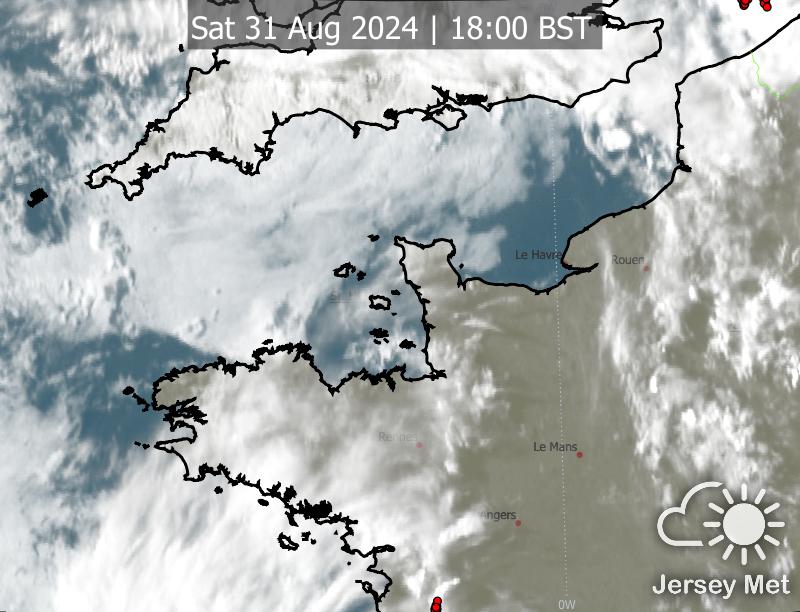 Sat 31 Aug 2024 | 18:00 BST
Le Havre
Rouen
Rennes
Le Mans
Angers
Jersey Met
0W